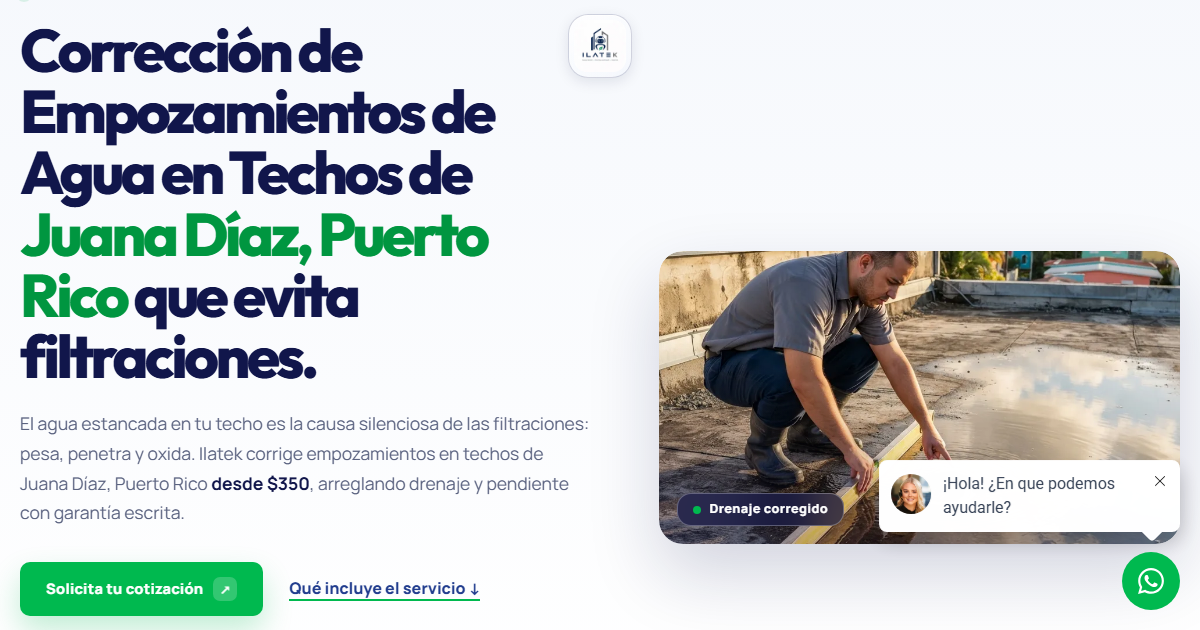 Corrección de
Empozamientos de
Agua en Techos de
Juana Díaz, Puerto
Rico que evita
filtraciones.
ILATEK
El agua estancada en tu techo es la causa silenciosa de las filtraciones:
pesa, penetra y oxida. Ilatek corrige empozamientos en techos de
Juana Díaz, Puerto Rico desde $350, arreglando drenaje y pendiente
con garantía escrita.
Solicita tu cotización ↗
Qué incluye el servicio ↓
Drenaje corregido
¡Hola! ¿En que podemos
ayudarle?